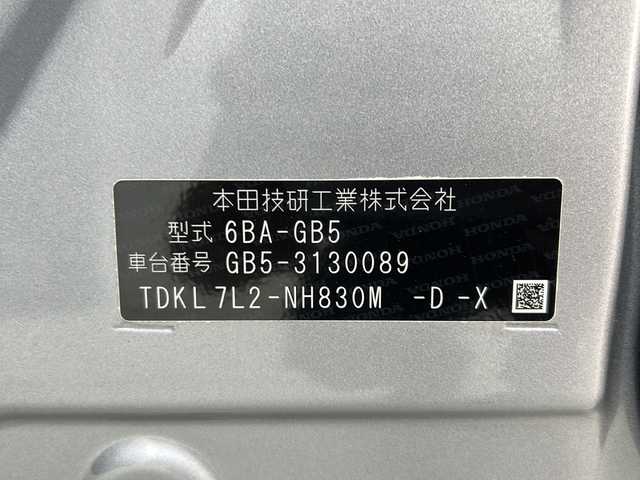 本田技研工業株式会社
型式 6BA-GB5
車台番号 GB5-3130089
TDKL7L2-NH830M -D-X